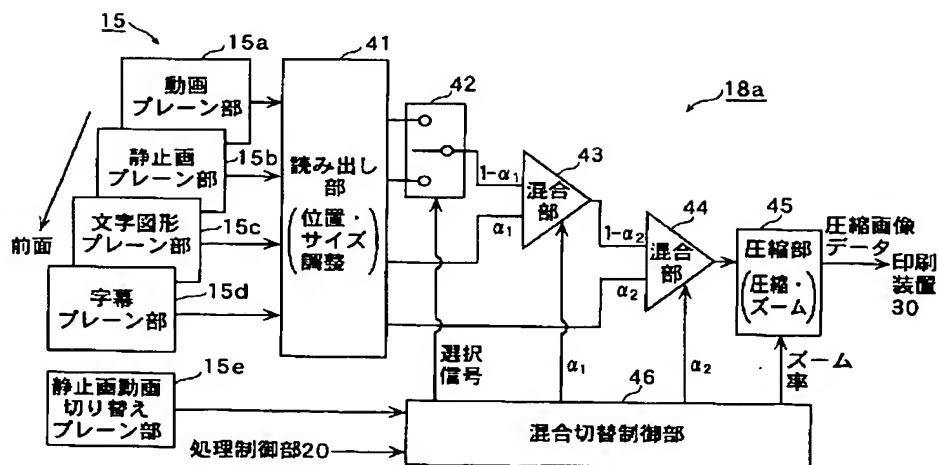 15
15a
動画
プレーン部
静止画
プレーン部
15b
文字図形
プレーン部
15c
字幕
プレーン部
15d
前面
静止画動画
切り替え
プレーン部
15e
処理制御部20
41
読み出し
部
(位置・
サイズ
調整)
42
選択
信号
18a
43
混合
部
1-α₁
α₁
44
混合
部
1-α₂
α₂
45
圧縮部
(圧縮・
ズーム)
圧縮画像
データ
印刷
装置
30
α₁
α₂
ズーム
率
46
混合切替制御部